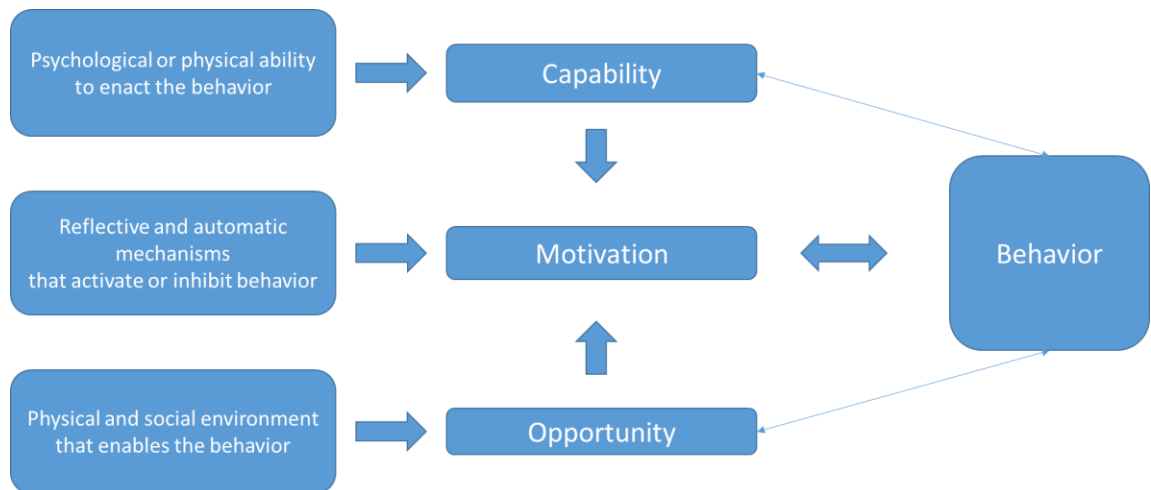 Psychological or physical ability
to enact the behavior
Capability
Reflective and automatic
mechanisms
that activate or inhibit behavior
Motivation
Behavior
Physical and social environment
that enables the behavior
Opportunity